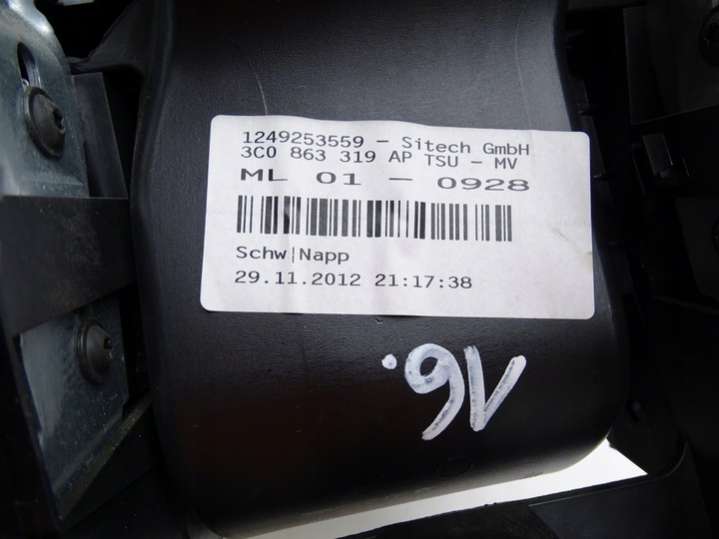 1249253559 - Sitech GmbH
3C0 863 319 AP TSU - MV
ML 01 - 0928
Schw|Napp
29.11.2012 21:17:38
16.